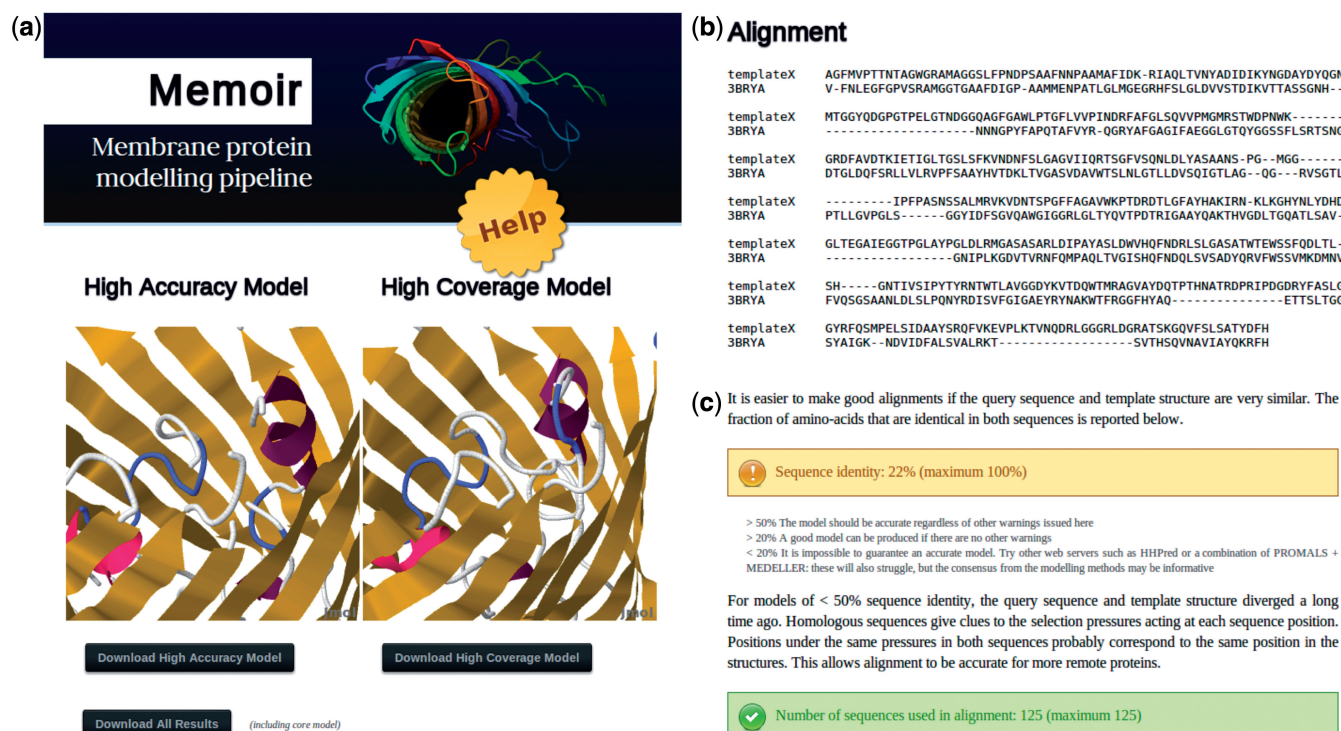 (a)
Memoir
Membrane protein
modelling pipeline
Help
High Accuracy Model
High Coverage Model
Jmol
Jmol
Download High Accuracy Model
Download High Coverage Model
Download All Results
(including core model)
(b) Alignment
templateX AGFMVPTTNTAGWGRAMAGGSLFPNDPSAAFNNPAAMAFIDK-RIAQLTVNYADIDIKYNGDAYDYQGN
3BRYA V-FNLEGFGPVSRAMGGTGAAFDIGP-AAMMENPATLGLMGEGRHFSLGLDVVSTDIKVTTASSGNH--
templateX MTGGYQDGPGTPELGTNDGGQAGFGAWLPTGFLVVPINDRFAFGLSQVVPMGMRSTWDPNWK-------
3BRYA --------------------NNNGPYFAPQTAFVYR-QGRYAFGAGIFAEGGLGTQYGGSSFLSRTSNG
templateX GRDFAVDTKIETIGLTGSLSFKVNDNFSLGAGVIIQRTSGFVSQNLDLYASAANS-PG--MGG------
3BRYA DTGLDQFSRLLVLRVPFSAAYHVTDKLTVGASVDAVWTSLNLGTLLDVSQIGTLAG--QG---RVSGTL
templateX ---------IPFPASNSSALMRVKVDNTSPGFFAGAVWKPTDRDTLGFAYHAKIRN-KLKGHYNLYDHD
3BRYA PTLLGVPGLS------GGYIDFSGVQAWGIGGRLGLTYQVTPDTRIGAAYQAKTHVGDLTGQATLSAV-
templateX GLTEGAIEGGTPGLAYPGLDLRMGASASARLDIPAYASLDWVHQFNDRLSLGASATWTEWSSFQDLTL-
3BRYA -----------------GNIPLKGDVTVRNFQMPAQLTVGISHQFNDQLSVSADYQRVFWSSVMKDMNV
templateX SH-----GNTIVSIPYTYRNTWTLAVGGDYKVTDQWTMRAGVAYDQTPTHNATRDPRIPDGDRYFASLG
3BRYA FVQSGSAANLDLSLPQNYRDISVFGIGAEYRYNAKWTFRGGFHYAQ---------------ETTSLTGG
templateX GYRFQSMPELSIDAAYSRQFVKEVPLKTVNQDRLGGGRLDGRATSKGQVFSLSATYDFH
3BRYA SYAIGK--NDVIDFALSVALRKT------------------SVTHSQVNAVIAYQKRFH
(c) It is easier to make good alignments if the query sequence and template structure are very similar. The
fraction of amino-acids that are identical in both sequences is reported below.
Sequence identity: 22% (maximum 100%)
> 50% The model should be accurate regardless of other warnings issued here
> 20% A good model can be produced if there are no other warnings
< 20% It is impossible to guarantee an accurate model. Try other web servers such as HHPred or a combination of PROMALS +
MEDELLER: these will also struggle, but the consensus from the modelling methods may be informative
For models of < 50% sequence identity, the query sequence and template structure diverged a long
time ago. Homologous sequences give clues to the selection pressures acting at each sequence position.
Positions under the same pressures in both sequences probably correspond to the same position in the
structures. This allows alignment to be accurate for more remote proteins.
Number of sequences used in alignment: 125 (maximum 125)